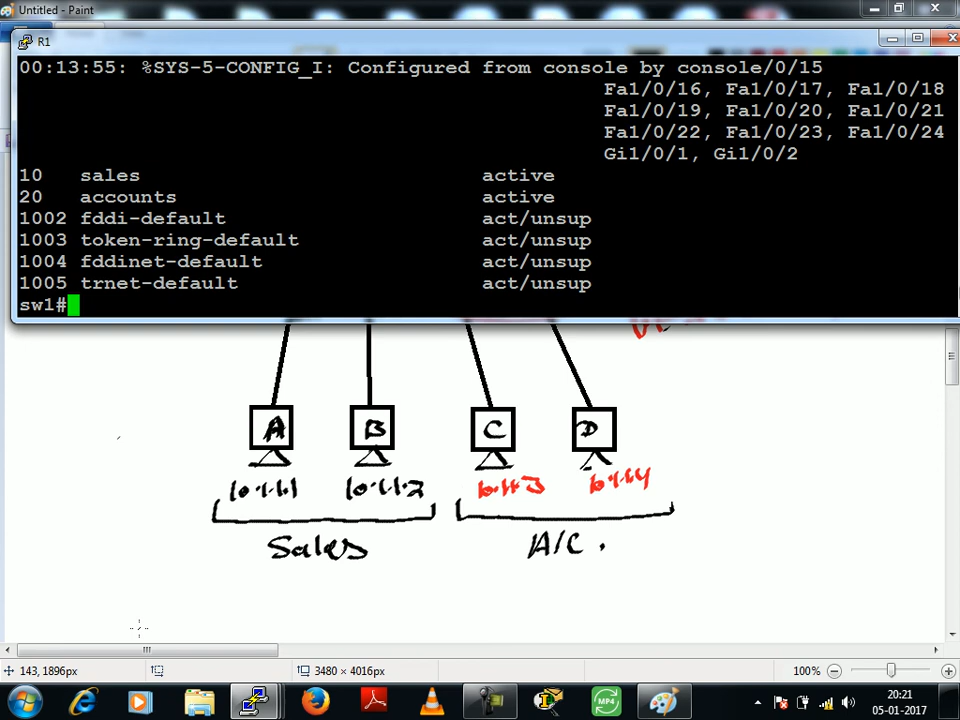 Untitled - Paint
R1
00:13:55: %SYS-5-CONFIG_I: Configured from console by console/0/15
Fa1/0/16, Fa1/0/17, Fa1/0/18
Fa1/0/19, Fa1/0/20, Fa1/0/21
Fa1/0/22, Fa1/0/23, Fa1/0/24
Gi1/0/1, Gi1/0/2
10 sales active
20 accounts active
1002 fddi-default act/unsup
1003 token-ring-default act/unsup
1004 fddinet-default act/unsup
1005 trnet-default act/unsup
sw1#
A B C D
10.1.1.1 10.1.1.2 10.1.1.3 10.1.1.4
Sales A/C.
143, 1896px 3480 × 4016px 100%
MP4
20:21
05-01-2017